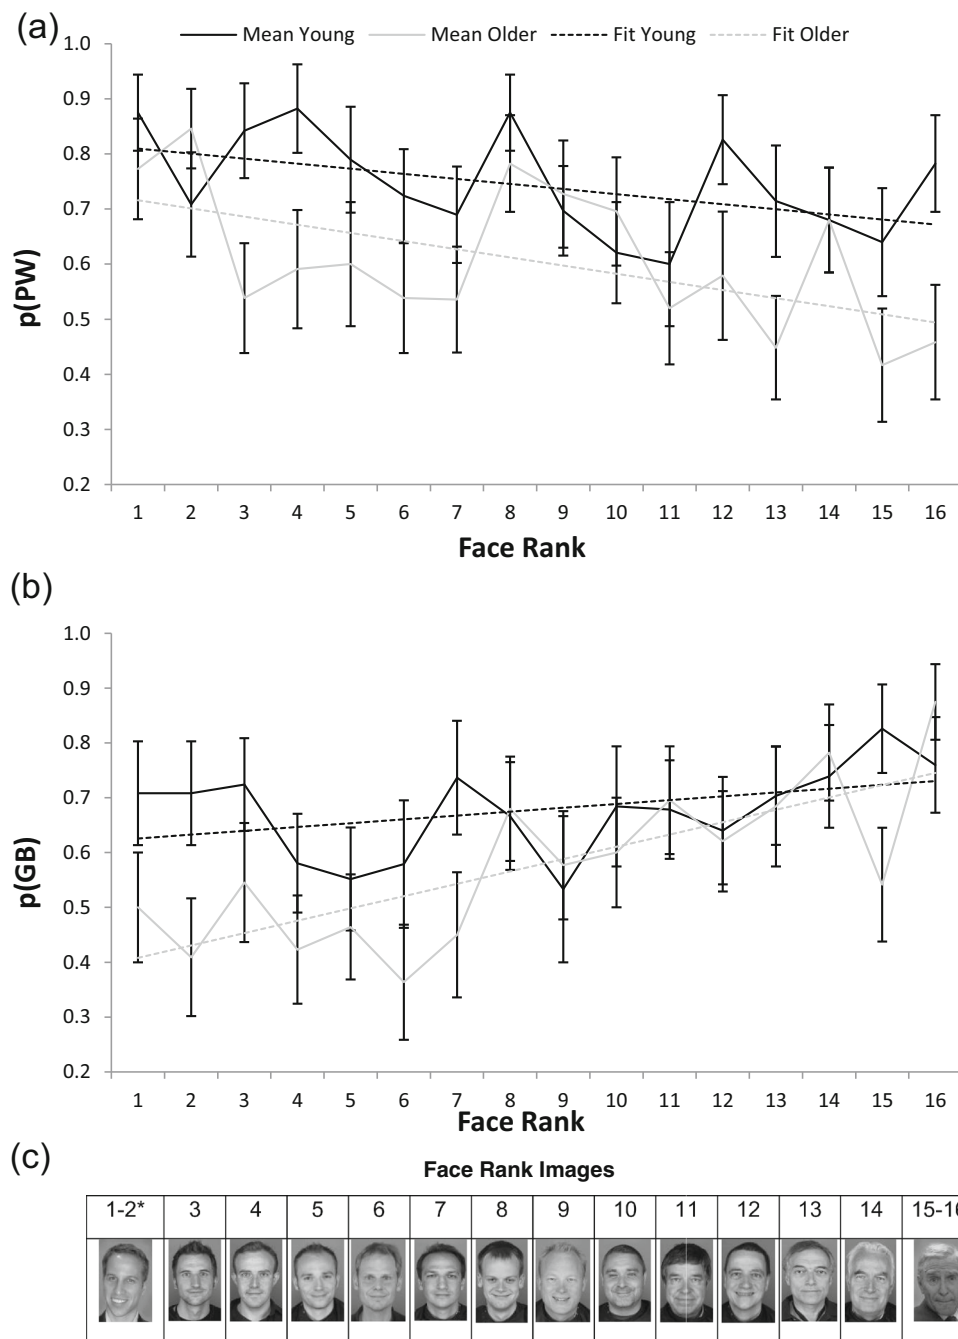 (a)
Mean Young Mean Older Fit Young Fit Older
1.0
0.9
0.8
0.7
0.6
0.5
0.4
0.3
0.2
p(PW)
1 2 3 4 5 6 7 8 9 10 11 12 13 14 15 16
Face Rank
(b)
1.0
0.9
0.8
0.7
0.6
0.5
0.4
0.3
0.2
p(GB)
1 2 3 4 5 6 7 8 9 10 11 12 13 14 15 16
Face Rank
(c)
Face Rank Images
1-2* 3 4 5 6 7 8 9 10 11 12 13 14 15-16